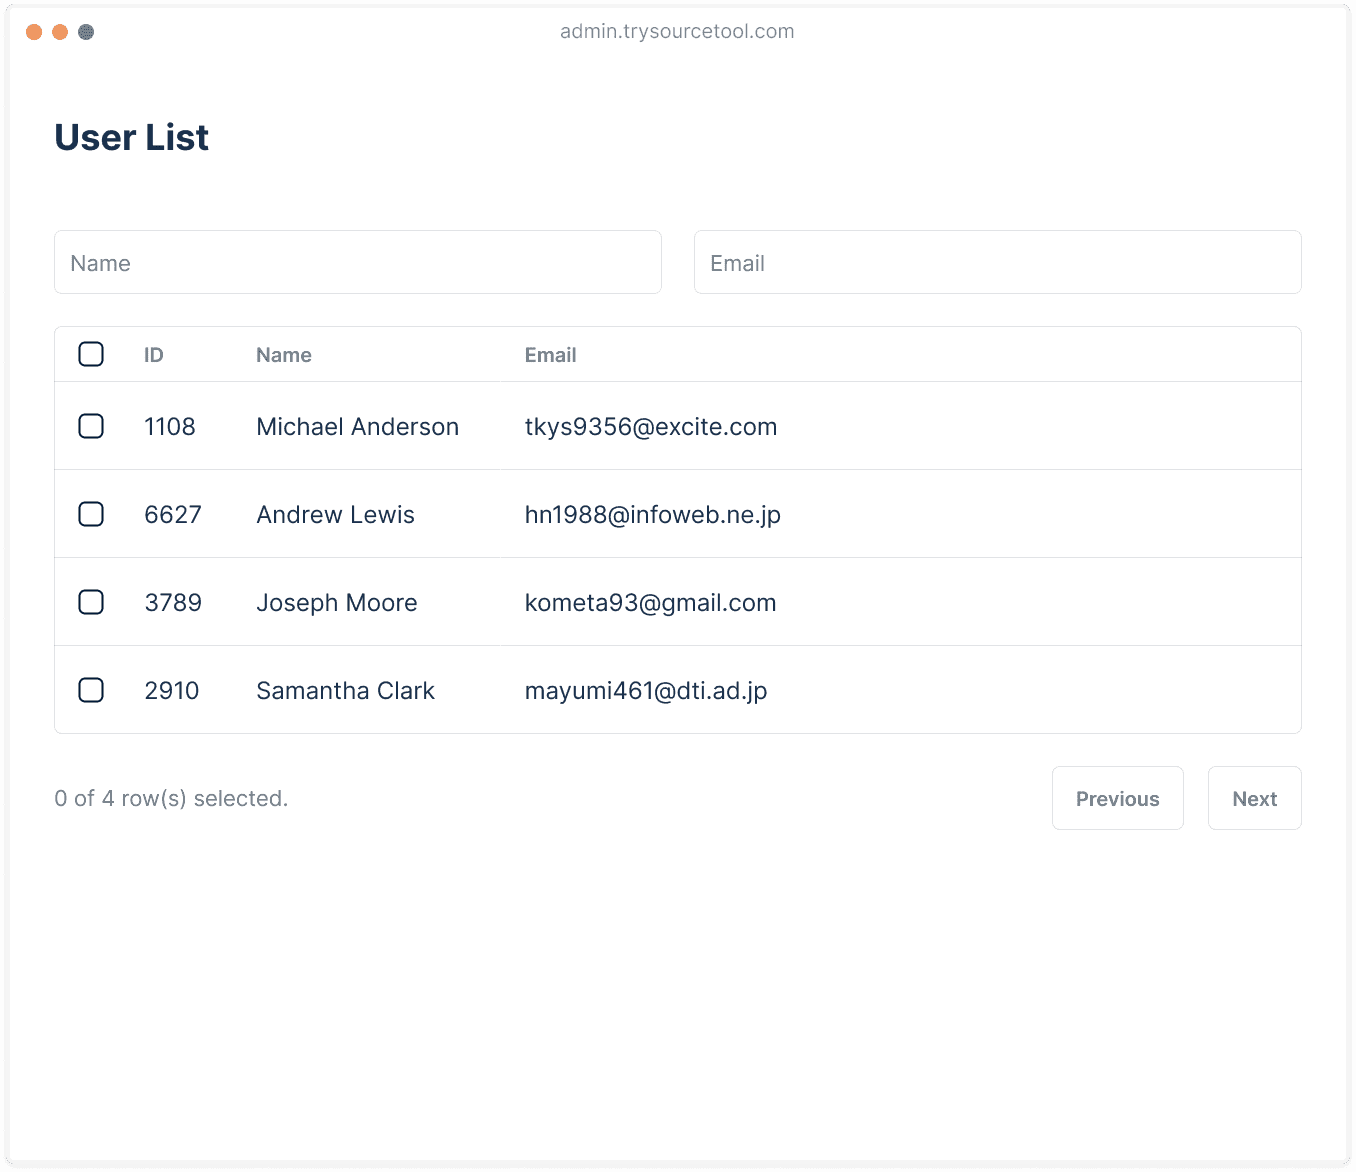 admin.trysourcetool.com
User List
Name Email
ID Name Email
1108 Michael Anderson tkys9356@excite.com
6627 Andrew Lewis hn1988@infoweb.ne.jp
3789 Joseph Moore kometa93@gmail.com
2910 Samantha Clark mayumi461@dti.ad.jp
0 of 4 row(s) selected. Previous Next